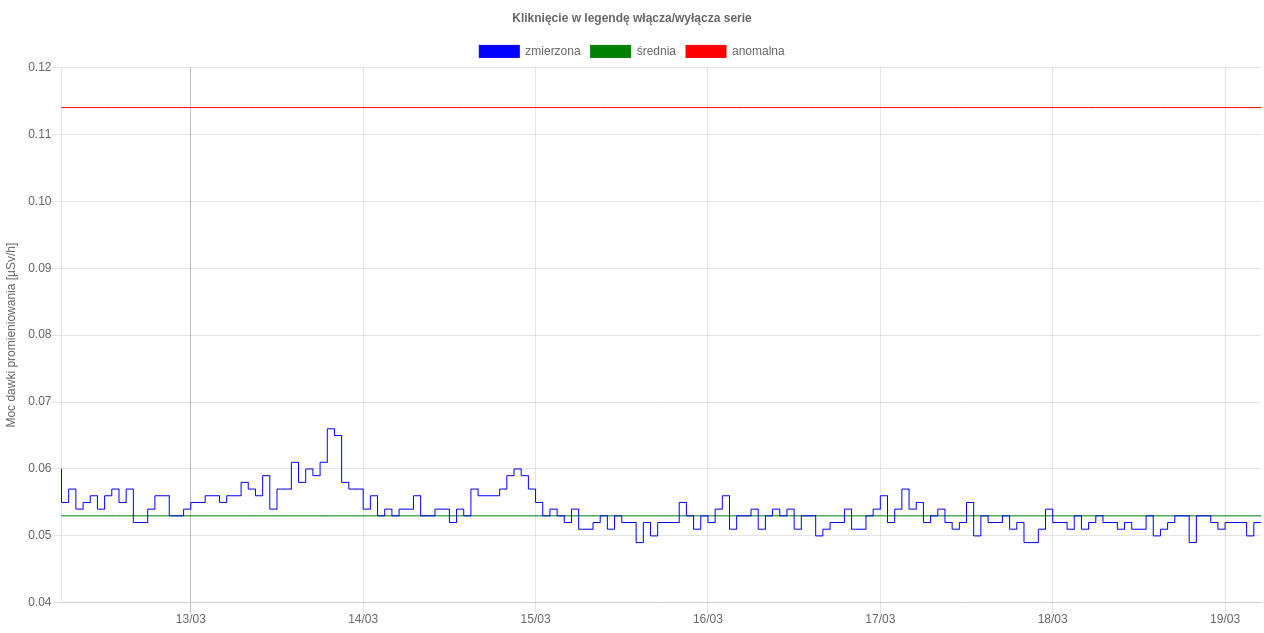 Kliknięcie w legendę włącza/wyłącza serie
zmierzona średnia anomalna
Moc dawki promieniowania [µSv/h]
0.12
0.11
0.10
0.09
0.08
0.07
0.06
0.05
0.04
13/03 14/03 15/03 16/03 17/03 18/03 19/03